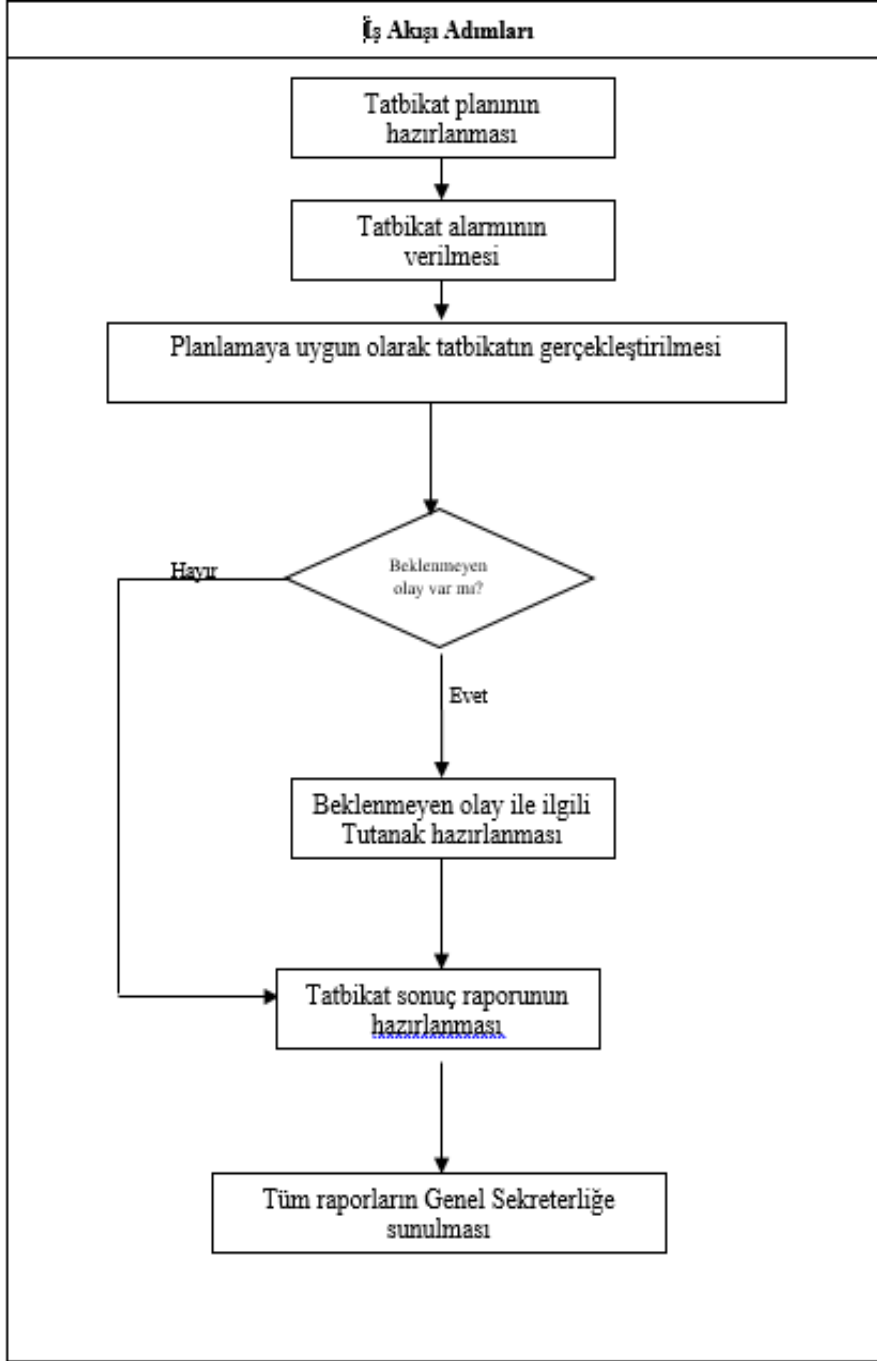 İş Akışı Adımları
Tatbikat planının
hazırlanması
Tatbikat alarmının
verilmesi
Planlamaya uygun olarak tatbikatın gerçekleştirilmesi
Beklenmeyen
olay var mı?
Hayır
Evet
Beklenmeyen olay ile ilgili
Tutanak hazırlanması
Tatbikat sonuç raporunun
hazırlanması
Tüm raporların Genel Sekreterliğe
sunulması